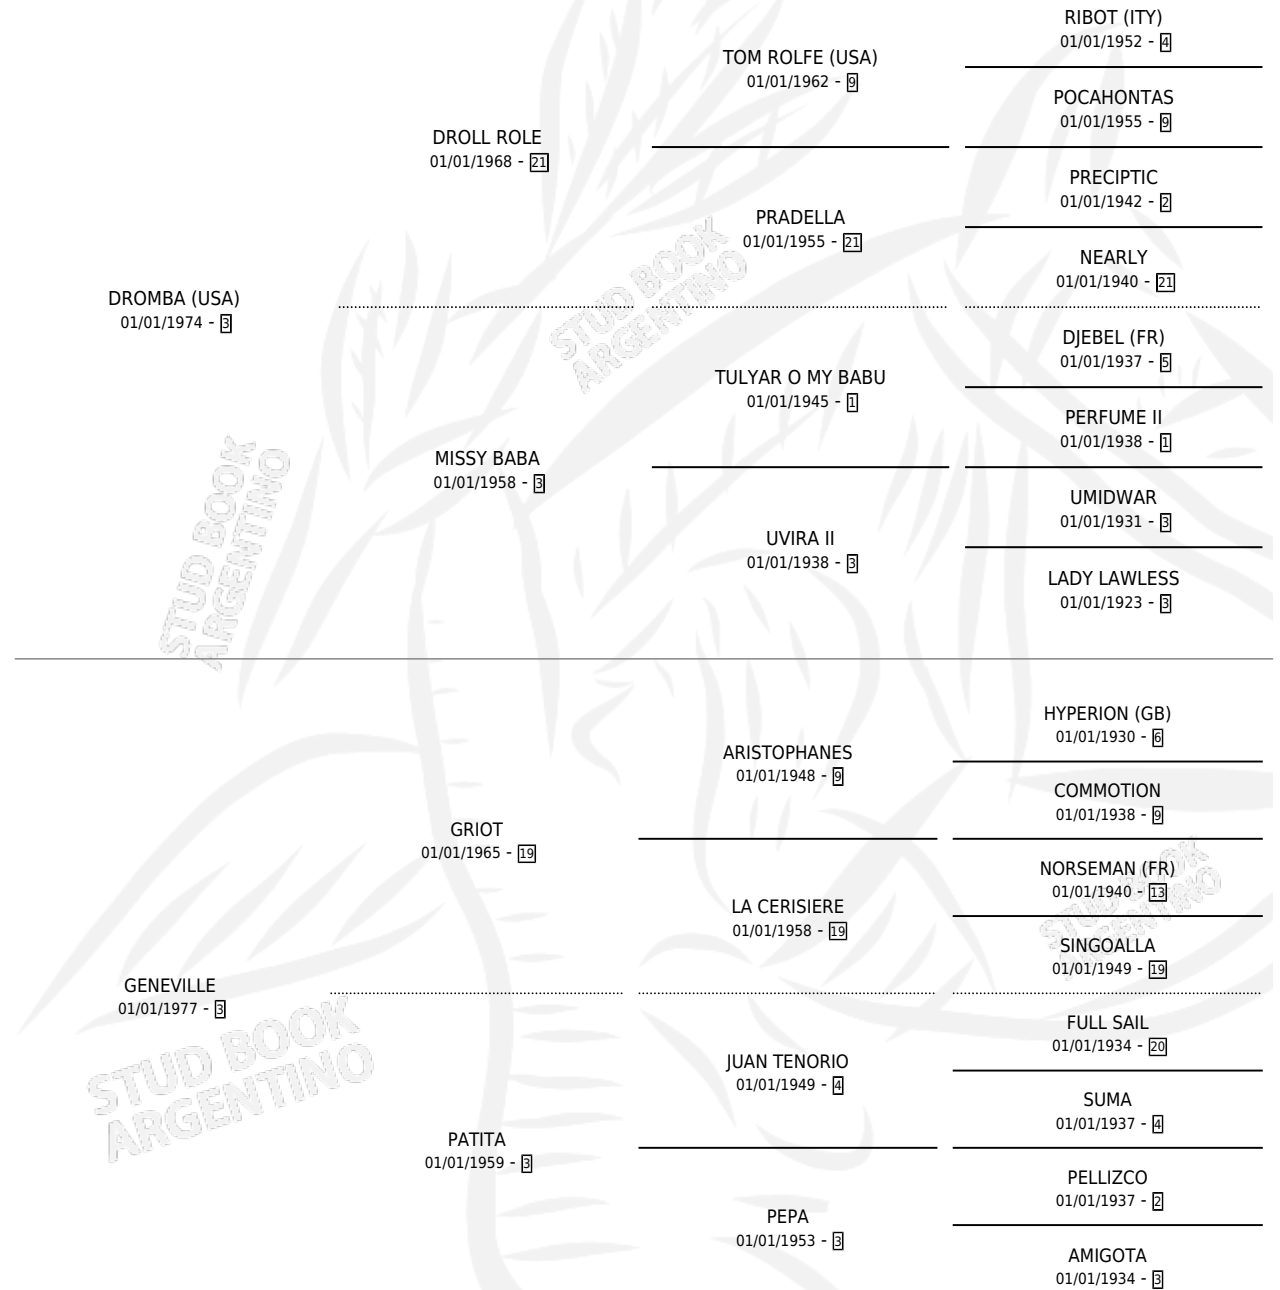 RIBOT (ITY)
01/01/1952 - 4
TOM ROLFE (USA)
01/01/1962 - 9
POCAHONTAS
01/01/1955 - 9
DROLL ROLE
01/01/1968 - 21
PRECIPTIC
01/01/1942 - 2
PRADELLA
01/01/1955 - 21
NEARLY
01/01/1940 - 21
DROMBA (USA)
01/01/1974 - 3
DJEBEL (FR)
01/01/1937 - 5
TULYAR O MY BABU
01/01/1945 - 1
PERFUME II
01/01/1938 - 1
MISSY BABA
01/01/1958 - 3
UMIDWAR
01/01/1931 - 3
UVIRA II
01/01/1938 - 3
LADY LAWLESS
01/01/1923 - 3
HYPERION (GB)
01/01/1930 - 6
ARISTOPHANES
01/01/1948 - 9
COMMOTION
01/01/1938 - 9
GRIOT
01/01/1965 - 19
NORSEMAN (FR)
01/01/1940 - 13
LA CERISIERE
01/01/1958 - 19
SINGOALLA
01/01/1949 - 19
GENEVILLE
01/01/1977 - 3
FULL SAIL
01/01/1934 - 20
JUAN TENORIO
01/01/1949 - 4
SUMA
01/01/1937 - 4
PATITA
01/01/1959 - 3
PELLIZCO
01/01/1937 - 2
PEPA
01/01/1953 - 3
AMIGOTA
01/01/1934 - 3
STUD BOOK
ARGENTINO
STUD BOOK
ARGENTINO
STUD BOOK
ARGENTINO
STUD BOOK
ARGENTINO